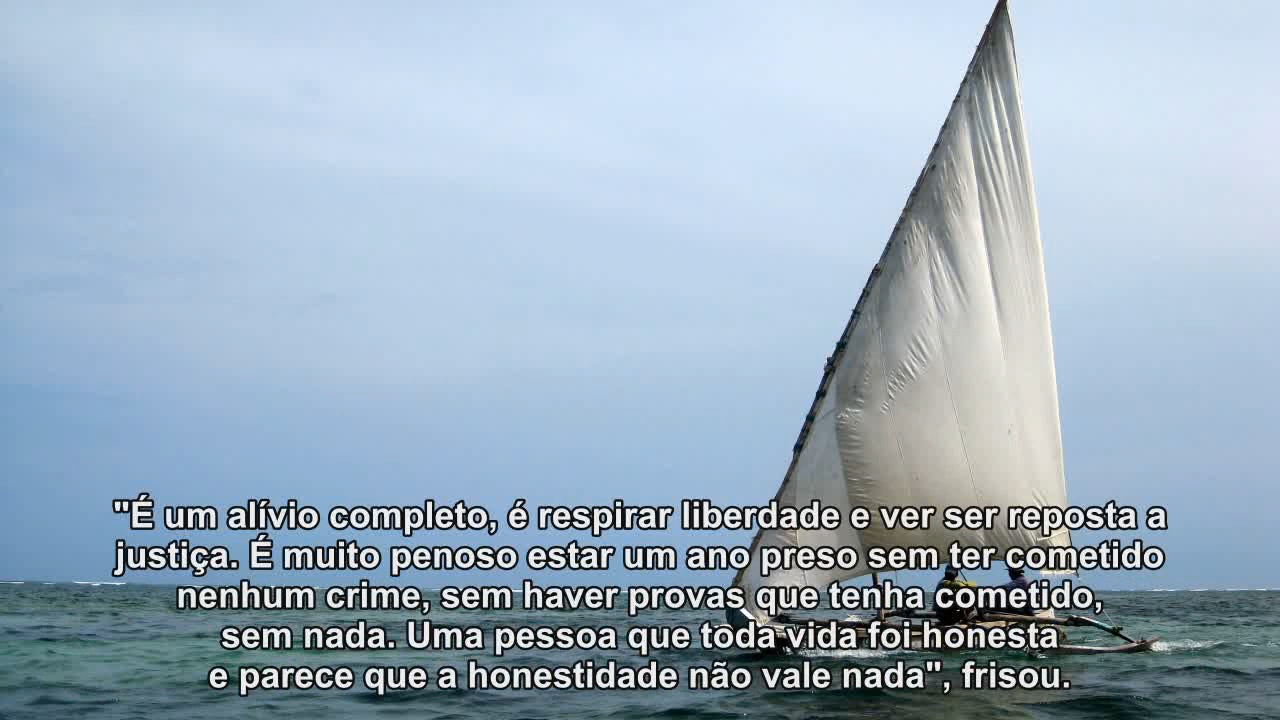 "É um alívio completo, é respirar liberdade e ver ser reposta a
justiça. É muito penoso estar um ano preso sem ter cometido
nenhum crime, sem haver provas que tenha cometido,
sem nada. Uma pessoa que toda vida foi honesta
e parece que a honestidade não vale nada", frisou.